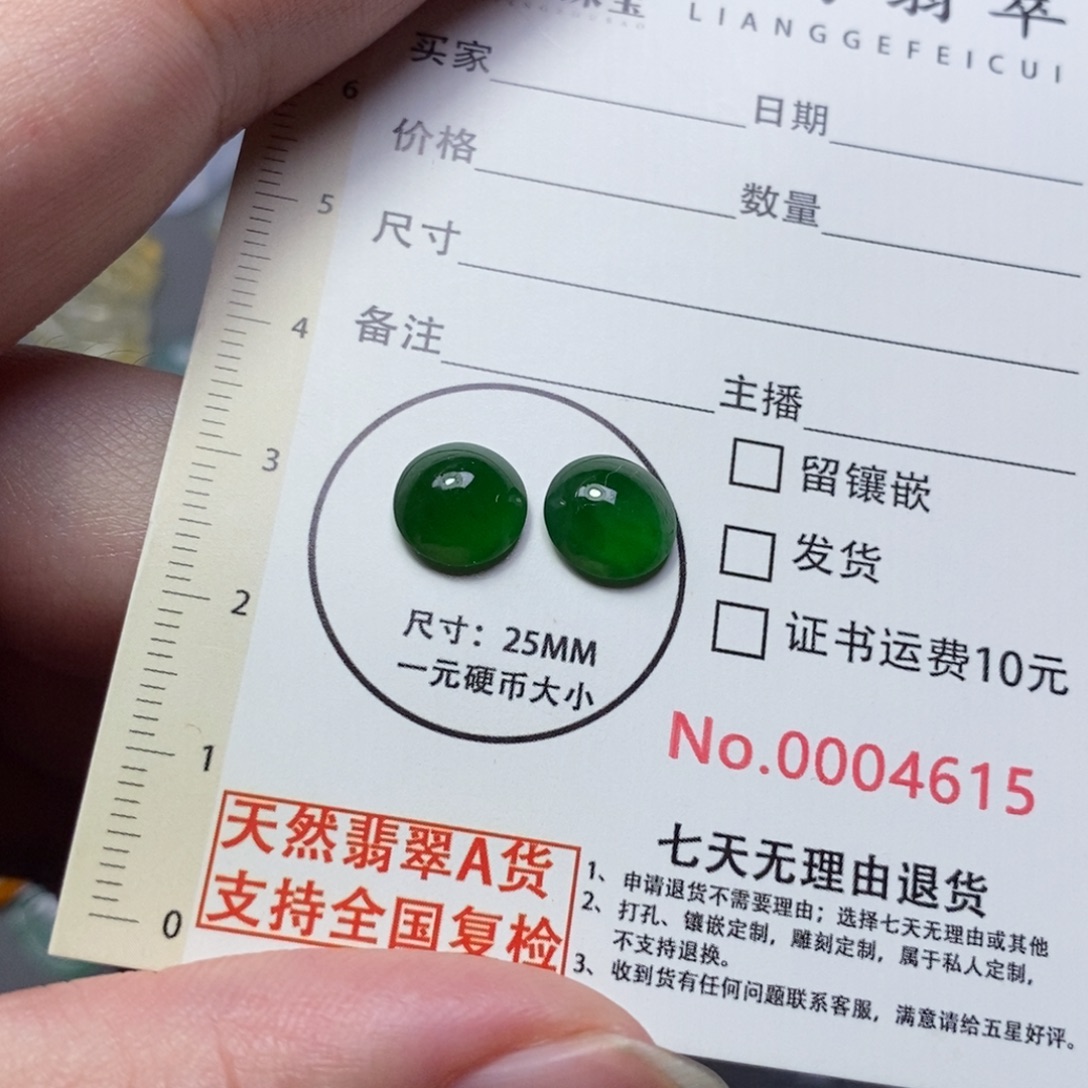 翡翠
LIANGGEFEICUI
买家
日期
价格
数量
尺寸
备注
主播
留镶嵌
发货
证书运费10元
6
5
4
3
2
1
0
尺寸：25MM
一元硬币大小
No.0004615
天然翡翠A货
支持全国复检
七天无理由退货
1、申请退货不需要理由；选择七天无理由或其他
2、打孔、镶嵌定制，雕刻定制，属于私人定制，
不支持退换。
3、收到货有任何问题联系客服，满意请给五星好评。